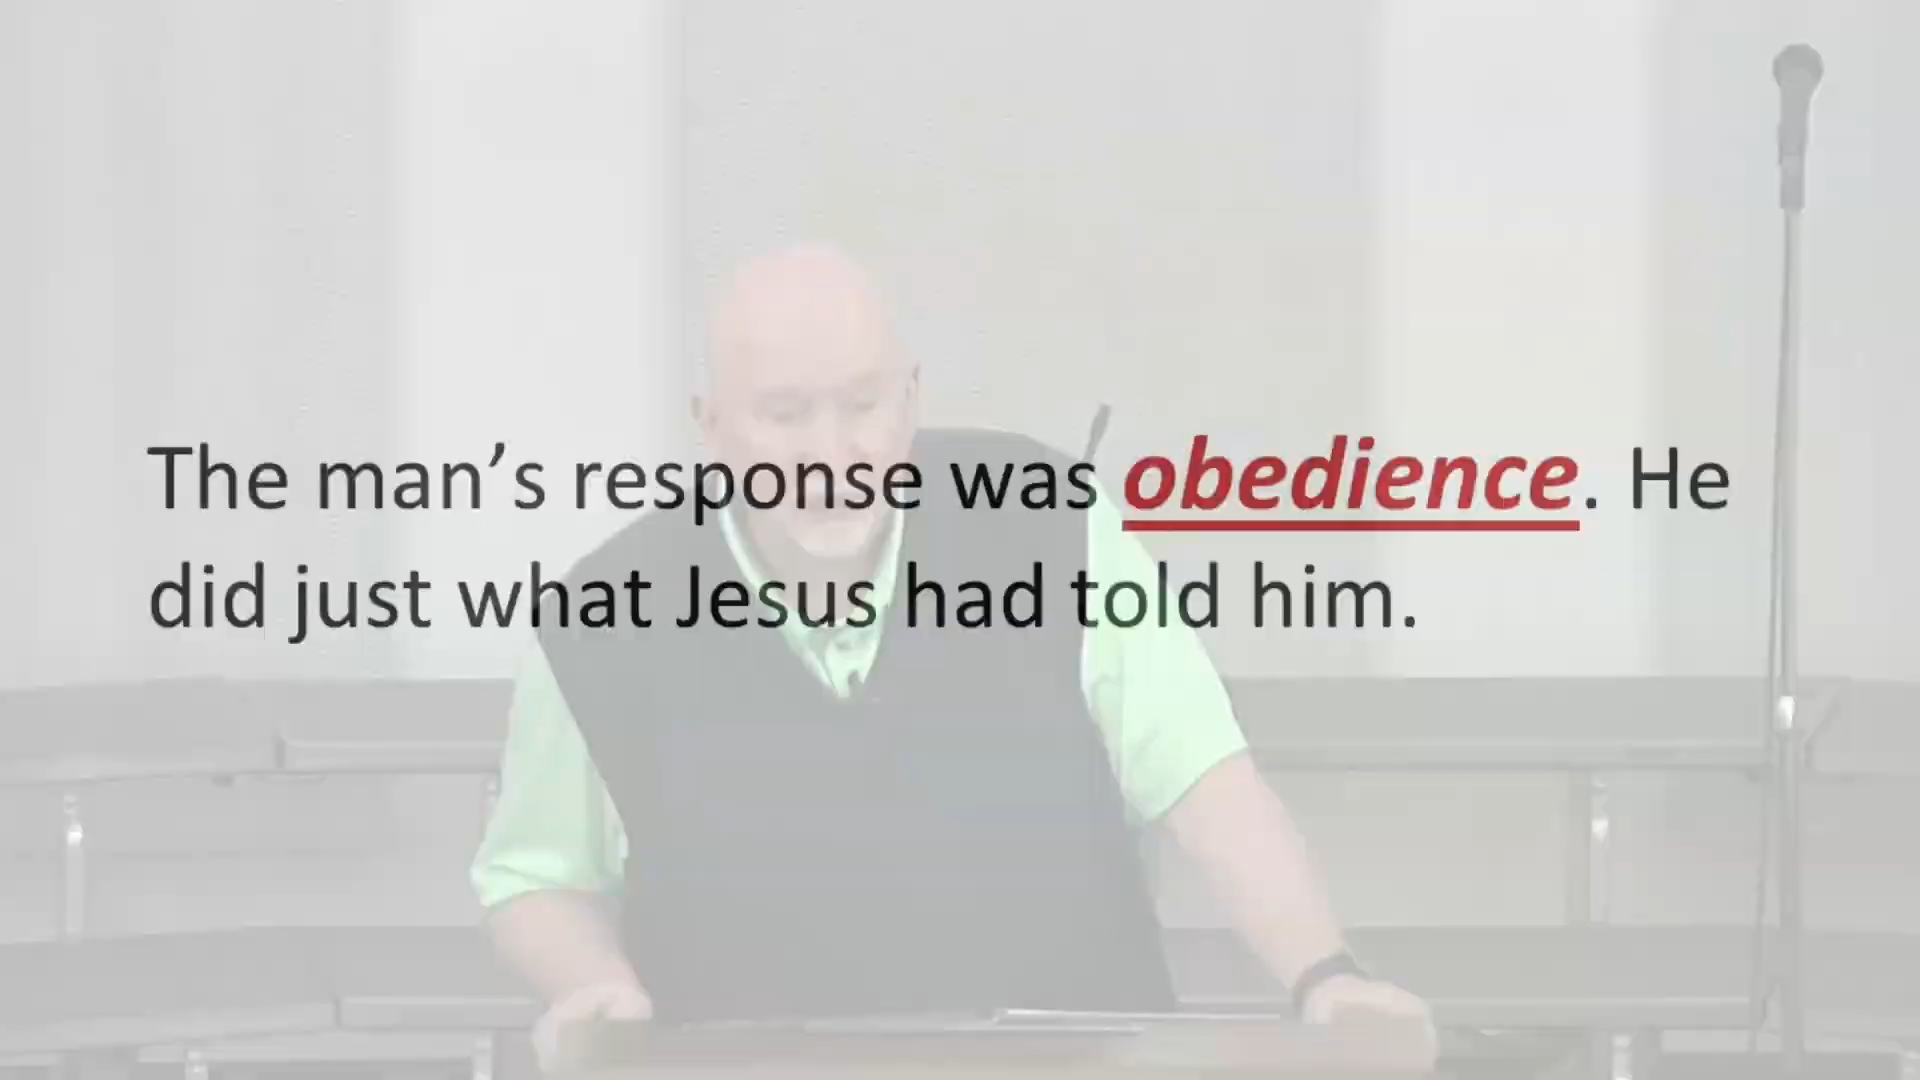 The man’s response was obedience. He
did just what Jesus had told him.